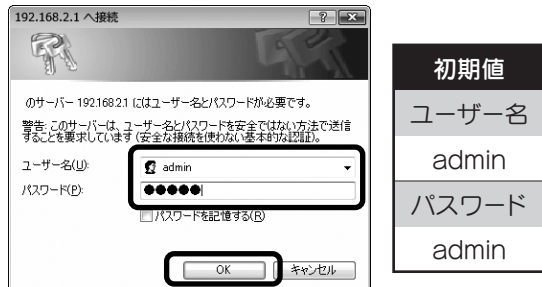 192.168.2.1 へ接続
のサーバー 192.168.2.1 にはユーザー名とパスワードが必要です。
警告: このサーバーは、ユーザー名とパスワードを安全ではない方法で送信
することを要求しています (安全な接続を使わない基本的な認証)。
ユーザー名(U):
admin
パスワード(P):
●●●●●
パスワードを記憶する(R)
OK
キャンセル
初期値
ユーザー名
admin
パスワード
admin